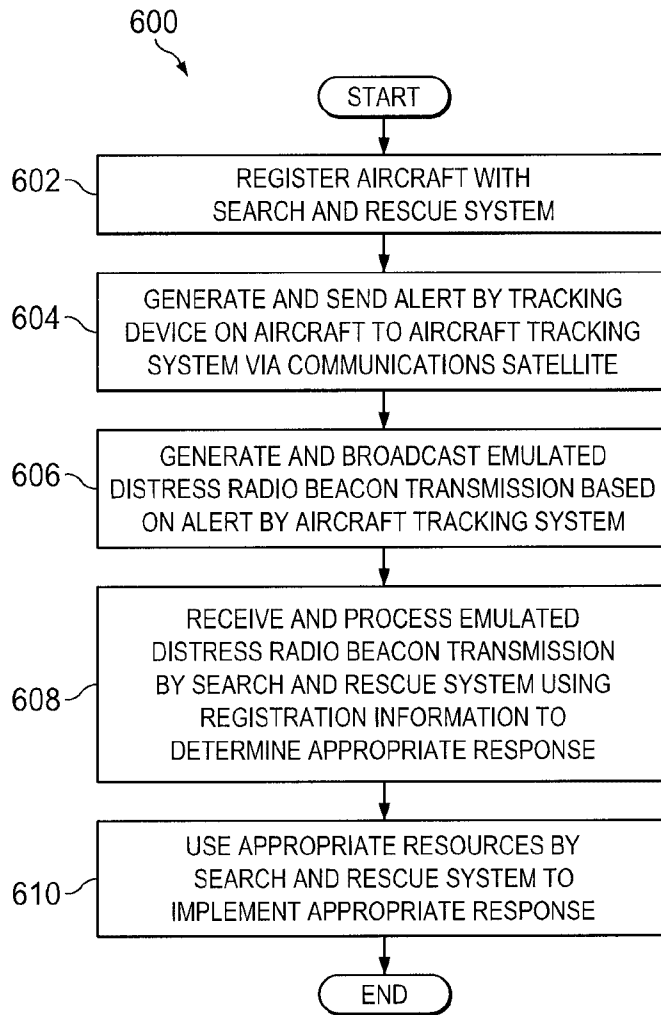 600
START
602
REGISTER AIRCRAFT WITH
SEARCH AND RESCUE SYSTEM
604
GENERATE AND SEND ALERT BY TRACKING
DEVICE ON AIRCRAFT TO AIRCRAFT TRACKING
SYSTEM VIA COMMUNICATIONS SATELLITE
606
GENERATE AND BROADCAST EMULATED
DISTRESS RADIO BEACON TRANSMISSION BASED
ON ALERT BY AIRCRAFT TRACKING SYSTEM
608
RECEIVE AND PROCESS EMULATED
DISTRESS RADIO BEACON TRANSMISSION
BY SEARCH AND RESCUE SYSTEM USING
REGISTRATION INFORMATION TO
DETERMINE APPROPRIATE RESPONSE
610
USE APPROPRIATE RESOURCES BY
SEARCH AND RESCUE SYSTEM TO
IMPLEMENT APPROPRIATE RESPONSE
END